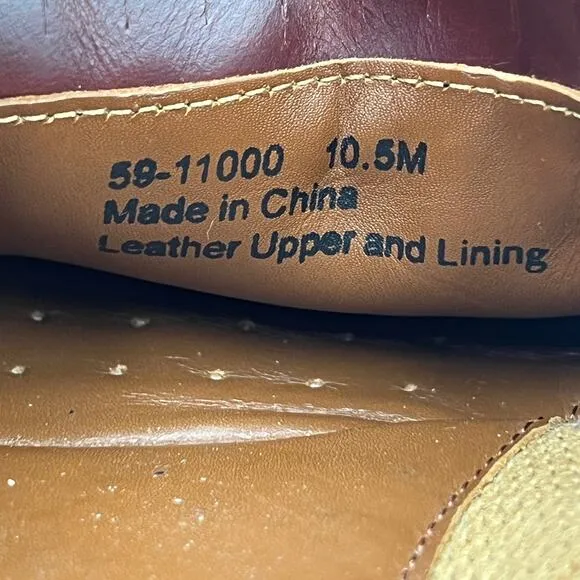 59-11000 10.5M
Made in China
Leather Upper and Lining